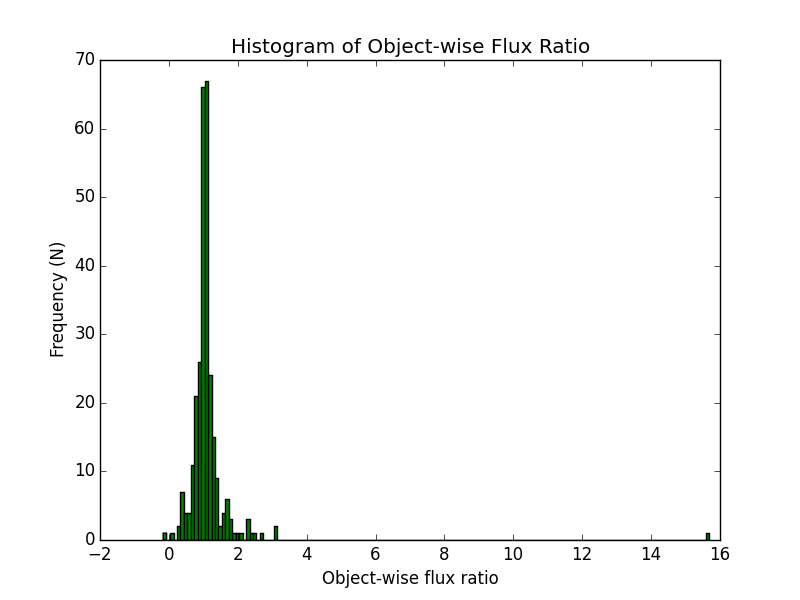 Histogram of Object-wise Flux Ratio
70
60
50
40
30
20
10
0
Frequency (N)
−2 0 2 4 6 8 10 12 14 16
Object-wise flux ratio